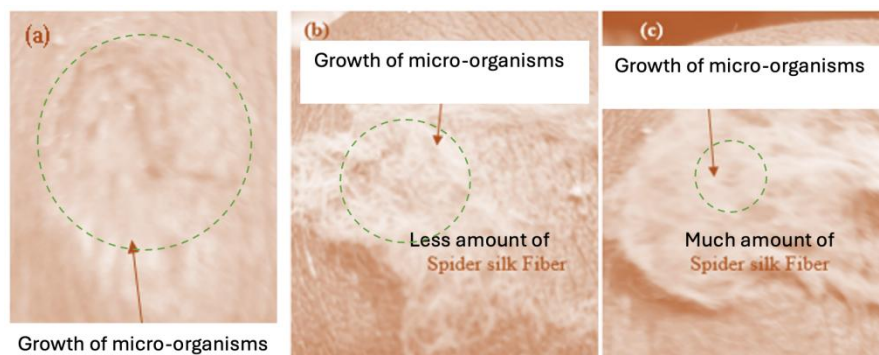 (a)
Growth of micro-organisms
(b)
Growth of micro-organisms
Less amount of
Spider silk Fiber
(c)
Growth of micro-organisms
Much amount of
Spider silk Fiber